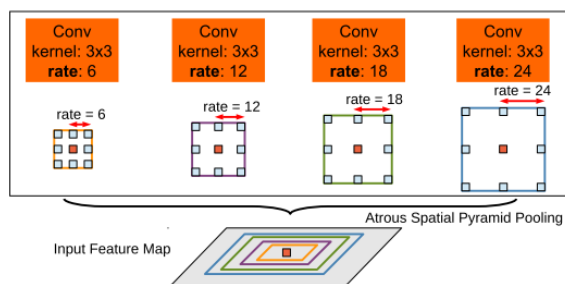 Conv
kernel: 3x3
rate: 6
Conv
kernel: 3x3
rate: 12
Conv
kernel: 3x3
rate: 18
Conv
kernel: 3x3
rate: 24
rate = 6
rate = 12
rate = 18
rate = 24
Atrous Spatial Pyramid Pooling
Input Feature Map